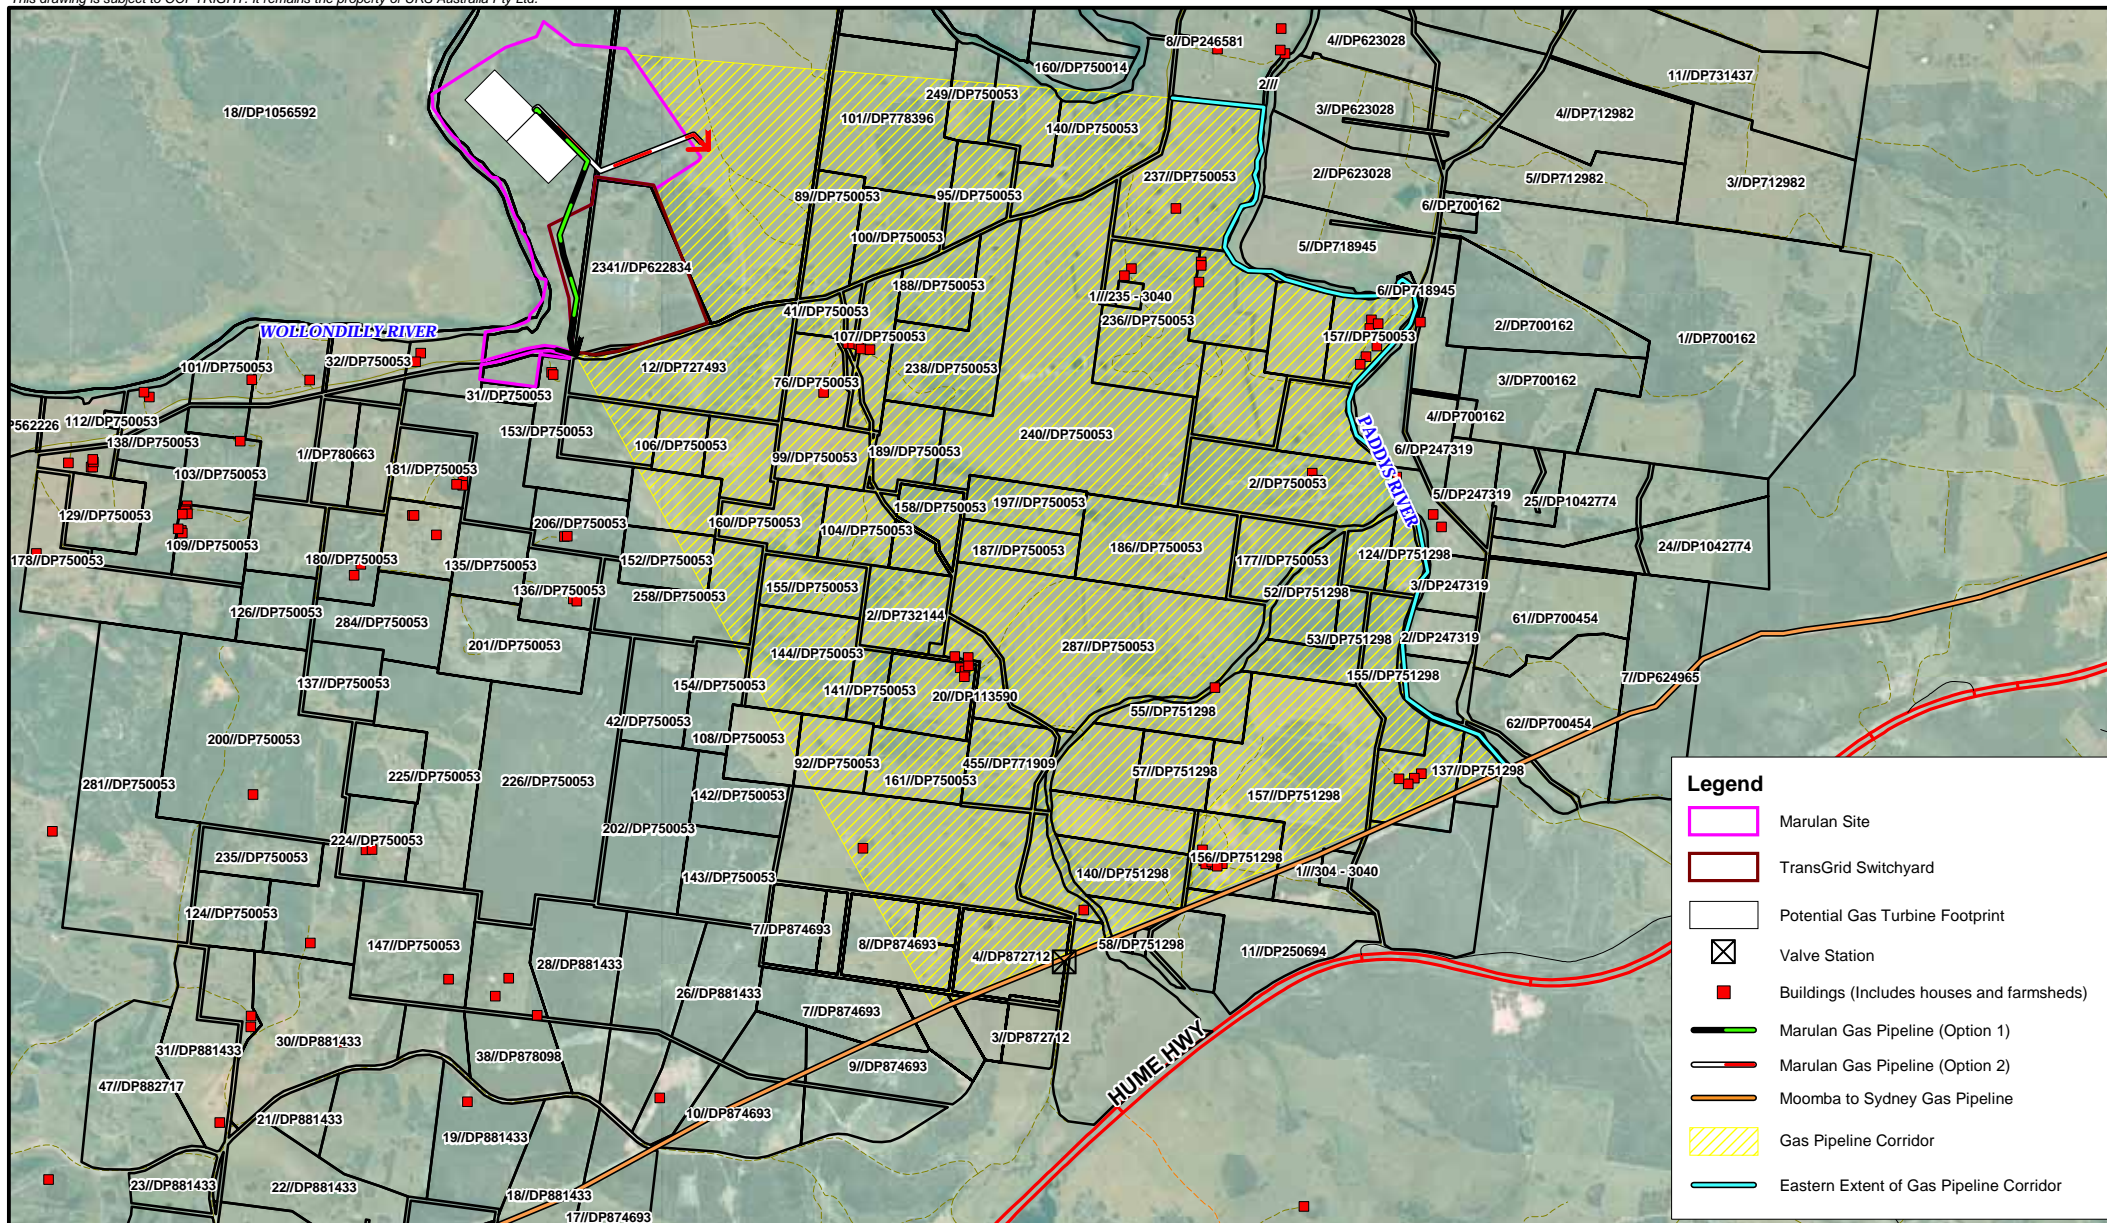 This drawing is subject to COPYRIGHT. It remains the property of URS Australia Pty Ltd.
8//DP246581
4//DP623028
160//DP750014
11//DP731437
2///
249//DP750053
3//DP623028
18//DP1056592
4//DP712982
101//DP778396
140//DP750053
2//DP623028
237//DP750053
5//DP712982
3//DP712982
89//DP750053
95//DP750053
6//DP700162
100//DP750053
5//DP718945
2341//DP622834
188//DP750053
6//DP718945
1///235 - 3040
41//DP750053
236//DP750053
WOLLONDILLY RIVER
2//DP700162
107//DP750053
157//DP750053
1//DP700162
32//DP750053
101//DP750053
12//DP727493
238//DP750053
76//DP750053
3//DP700162
31//DP750053
4//DP700162
562226
112//DP750053
153//DP750053
PADDYS RIVER
138//DP750053
106//DP750053
240//DP750053
1//DP780663
99//DP750053
189//DP750053
6//DP247319
103//DP750053
181//DP750053
2//DP750053
5//DP247319
25//DP1042774
197//DP750053
158//DP750053
129//DP750053
206//DP750053
160//DP750053
104//DP750053
109//DP750053
187//DP750053
186//DP750053
24//DP1042774
178//DP750053
180//DP750053
135//DP750053
152//DP750053
177//DP750053
124//DP751298
136//DP750053
258//DP750053
155//DP750053
52//DP751298
3//DP247319
126//DP750053
284//DP750053
2//DP732144
61//DP700454
53//DP751298
2//DP247319
201//DP750053
144//DP750053
287//DP750053
155//DP751298
7//DP624965
137//DP750053
154//DP750053
141//DP750053
20//DP113590
55//DP751298
42//DP750053
62//DP700454
108//DP750053
200//DP750053
92//DP750053
455//DP771909
281//DP750053
225//DP750053
226//DP750053
161//DP750053
57//DP751298
137//DP751298
142//DP750053
157//DP751298
202//DP750053
224//DP750053
235//DP750053
156//DP751298
143//DP750053
140//DP751298
1///304 - 3040
124//DP750053
7//DP874693
147//DP750053
8//DP874693
58//DP751298
4//DP872712
11//DP250694
28//DP881433
26//DP881433
7//DP874693
30//DP881433
3//DP872712
31//DP881433
38//DP878098
9//DP874693
HUME HWY
47//DP882717
10//DP874693
21//DP881433
19//DP881433
23//DP881433
22//DP881433
18//DP881433
17//DP874693
Legend
Marulan Site
TransGrid Switchyard
Potential Gas Turbine Footprint
Valve Station
Buildings (Includes houses and farmsheds)
Marulan Gas Pipeline (Option 1)
Marulan Gas Pipeline (Option 2)
Moomba to Sydney Gas Pipeline
Gas Pipeline Corridor
Eastern Extent of Gas Pipeline Corridor